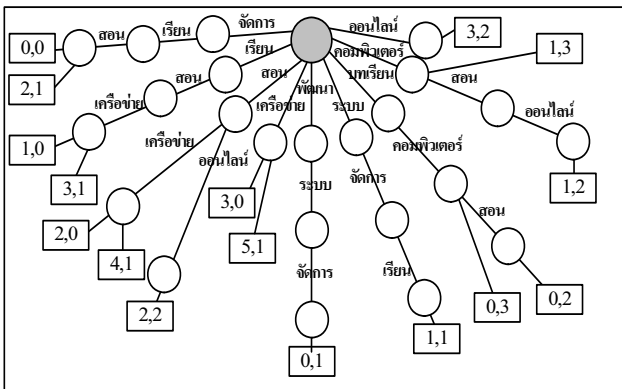 จัดการ
ออนไลน์
3,2
0,0
สอน
เรียน
เรียน
คอมพิวเตอร์
1,3
2,1
สอน
สอน
บทเรียน
สอน
เครือข่าย
เครือข่าย
พัฒนา
ระบบ
ออนไลน์
1,0
เครือข่าย
คอมพิวเตอร์
3,1
ออนไลน์
ระบบ
จัดการ
1,2
3,0
สอน
2,0
4,1
5,1
จัดการ
เรียน
2,2
0,3
0,2
1,1
0,1